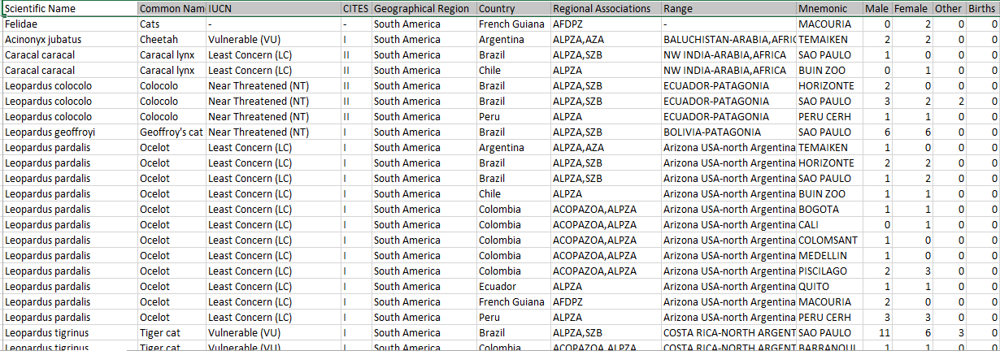 Scientific Name Common Nam IUCN CITES Geographical Region Country Regional Associations Range Mnemonic Male Female Other Births
Felidae Cats - - South America French Guiana AFDPZ - MACOURIA 0 2 0 0
Acinonyx jubatus Cheetah Vulnerable (VU) I South America Argentina ALPZA,AZA BALUCHISTAN-ARABIA,AFRIC TEMAIKEN 2 2 0 0
Caracal caracal Caracal lynx Least Concern (LC) II South America Brazil ALPZA,SZB NW INDIA-ARABIA,AFRICA SAO PAULO 1 0 0 0
Caracal caracal Caracal lynx Least Concern (LC) II South America Chile ALPZA NW INDIA-ARABIA,AFRICA BUIN ZOO 0 1 0 0
Leopardus colocolo Colocolo Near Threatened (NT) II South America Brazil ALPZA,SZB ECUADOR-PATAGONIA HORIZONTE 2 0 0 0
Leopardus colocolo Colocolo Near Threatened (NT) II South America Brazil ALPZA,SZB ECUADOR-PATAGONIA SAO PAULO 3 2 2 0
Leopardus colocolo Colocolo Near Threatened (NT) II South America Peru ALPZA ECUADOR-PATAGONIA PERU CERH 1 1 0 0
Leopardus geoffroyi Geoffroy's cat Near Threatened (NT) I South America Brazil ALPZA,SZB BOLIVIA-PATAGONIA SAO PAULO 6 6 0 0
Leopardus pardalis Ocelot Least Concern (LC) I South America Argentina ALPZA,AZA Arizona USA-north Argentina TEMAIKEN 1 0 0 0
Leopardus pardalis Ocelot Least Concern (LC) I South America Brazil ALPZA,SZB Arizona USA-north Argentina HORIZONTE 2 2 0 0
Leopardus pardalis Ocelot Least Concern (LC) I South America Brazil ALPZA,SZB Arizona USA-north Argentina SAO PAULO 1 2 0 0
Leopardus pardalis Ocelot Least Concern (LC) I South America Chile ALPZA Arizona USA-north Argentina BUIN ZOO 1 1 0 0
Leopardus pardalis Ocelot Least Concern (LC) I South America Colombia ACOPAZOA,ALPZA Arizona USA-north Argentina BOGOTA 1 1 0 0
Leopardus pardalis Ocelot Least Concern (LC) I South America Colombia ACOPAZOA,ALPZA Arizona USA-north Argentina CALI 0 1 0 0
Leopardus pardalis Ocelot Least Concern (LC) I South America Colombia ACOPAZOA,ALPZA Arizona USA-north Argentina COLOMSANT 1 0 0 0
Leopardus pardalis Ocelot Least Concern (LC) I South America Colombia ACOPAZOA,ALPZA Arizona USA-north Argentina MEDELLIN 1 0 0 0
Leopardus pardalis Ocelot Least Concern (LC) I South America Colombia ACOPAZOA,ALPZA Arizona USA-north Argentina PISCILAGO 2 3 0 0
Leopardus pardalis Ocelot Least Concern (LC) I South America Ecuador ALPZA Arizona USA-north Argentina QUITO 1 1 0 0
Leopardus pardalis Ocelot Least Concern (LC) I South America French Guiana AFDPZ Arizona USA-north Argentina MACOURIA 2 0 0 0
Leopardus pardalis Ocelot Least Concern (LC) I South America Peru ALPZA Arizona USA-north Argentina PERU CERH 3 3 0 0
Leopardus tigrinus Tiger cat Vulnerable (VU) I South America Brazil ALPZA,SZB COSTA RICA-NORTH ARGENT SAO PAULO 11 6 3 0
Leopardus tigrinus Tiger cat Vulnerable (VU) I South America Colombia ACOPAZOA,ALPZA COSTA RICA-NORTH ARGENT BARRANQUI 1 1 0 0